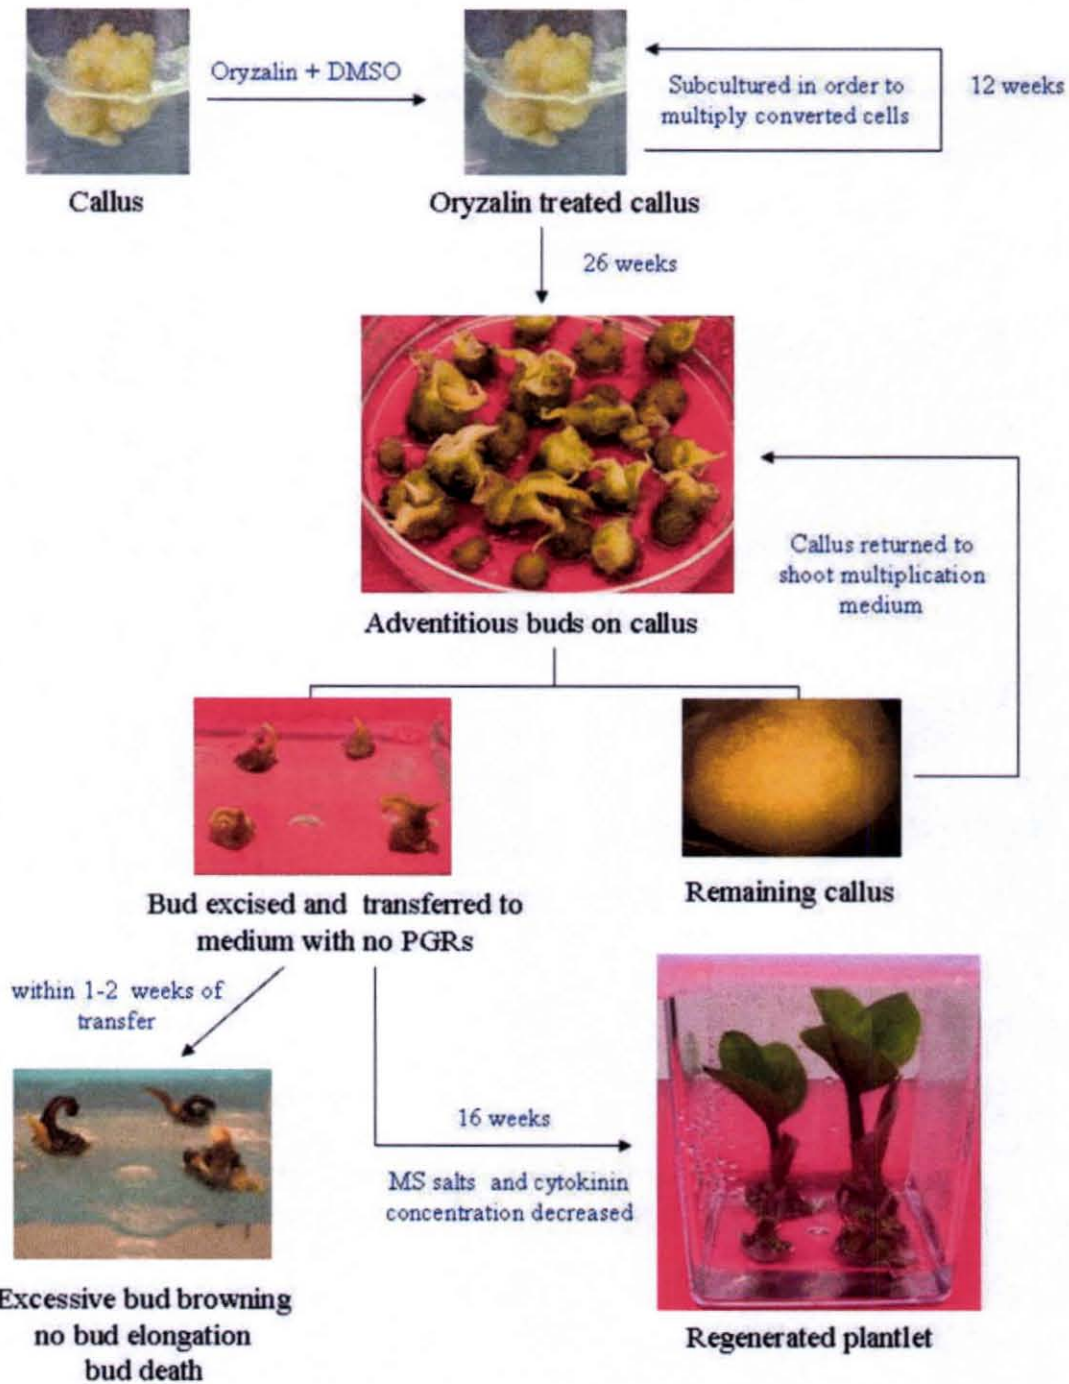 Oryzalin + DMSO
Subcultured in order to
multiply converted cells
12 weeks
Callus
Oryzalin treated callus
26 weeks
Callus returned to
shoot multiplication
medium
Adventitious buds on callus
Bud excised and transferred to
medium with no PGRs
Remaining callus
within 1-2 weeks of
transfer
16 weeks
MS salts and cytokinin
concentration decreased
Excessive bud browning
no bud elongation
bud death
Regenerated plantlet